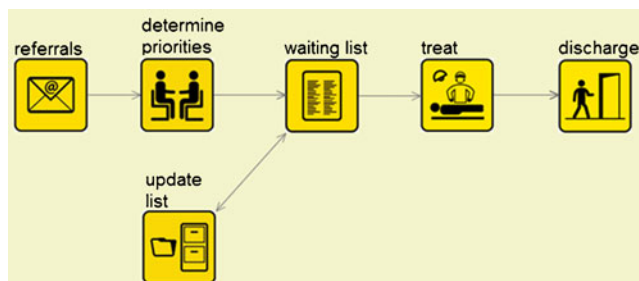 referrals
determine
priorities
waiting list
treat
discharge
@
update
list